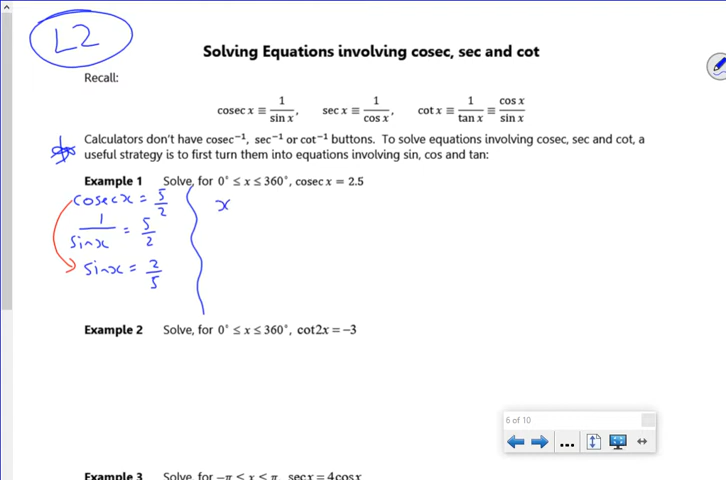 L2
Solving Equations involving cosec, sec and cot
Recall:
cosec x ≡ 1/sin x, sec x ≡ 1/cos x, cot x ≡ 1/tan x ≡ cos x/sin x
Calculators don't have cosec⁻¹, sec⁻¹ or cot⁻¹ buttons. To solve equations involving cosec, sec and cot, a
useful strategy is to first turn them into equations involving sin, cos and tan:
Example 1 Solve, for 0° ≤ x ≤ 360°, cosec x = 2.5
cosec x = 5/2
x
1/sin x = 5/2
sin x = 2/5
Example 2 Solve, for 0° ≤ x ≤ 360°, cot2x = −3
6 of 10
...
Example 3 Solve, for −π < x < π, sec x = 4cos x